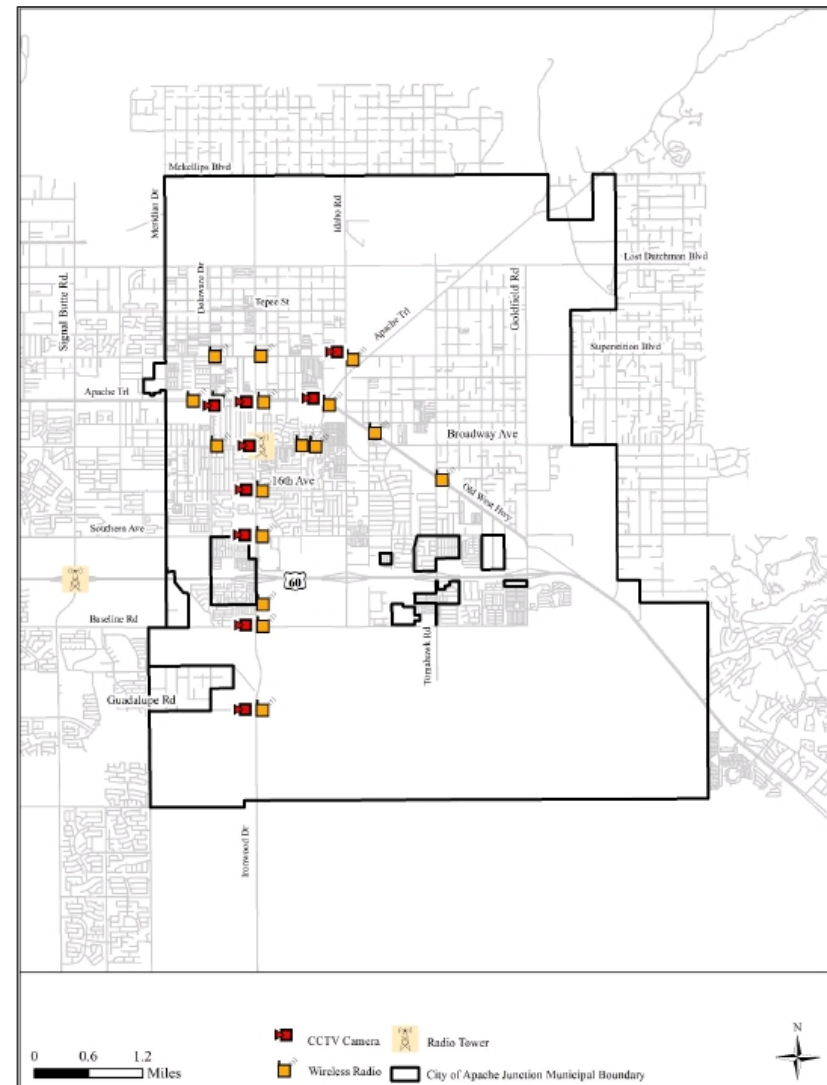 Mckellips Blvd
Meridian Dr
Idaho Rd
Lost Dutchman Blvd
Signal Butte Rd.
Delaware Dr
Goldfield Rd
Tepee St
Apache Trl
Superstition Blvd
Apache Trl
Broadway Ave
16th Ave
Old West Hwy
Southern Ave
60
Baseline Rd
Tomahawk Rd
Guadalupe Rd
Ironwood Dr
N
CCTV Camera
Radio Tower
0 0.6 1.2
Miles
Wireless Radio
City of Apache Junction Municipal Boundary